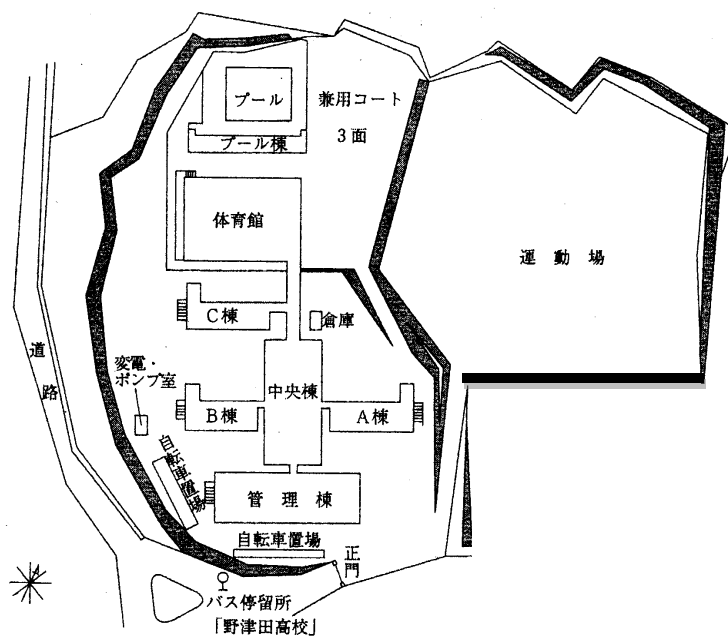 プール
プール棟
兼用コート
3面
体育館
運動場
C棟
倉庫
道路
変電・
ポンプ室
中央棟
B棟
A棟
自転車置場
管理棟
自転車置場
正門
バス停留所
「野津田高校」